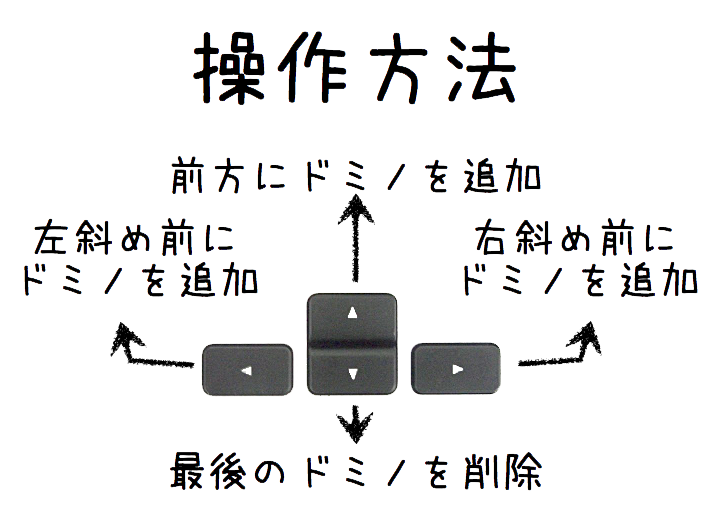 操作方法
前方にドミノを追加
左斜め前に
ドミノを追加
右斜め前に
ドミノを追加
最後のドミノを削除